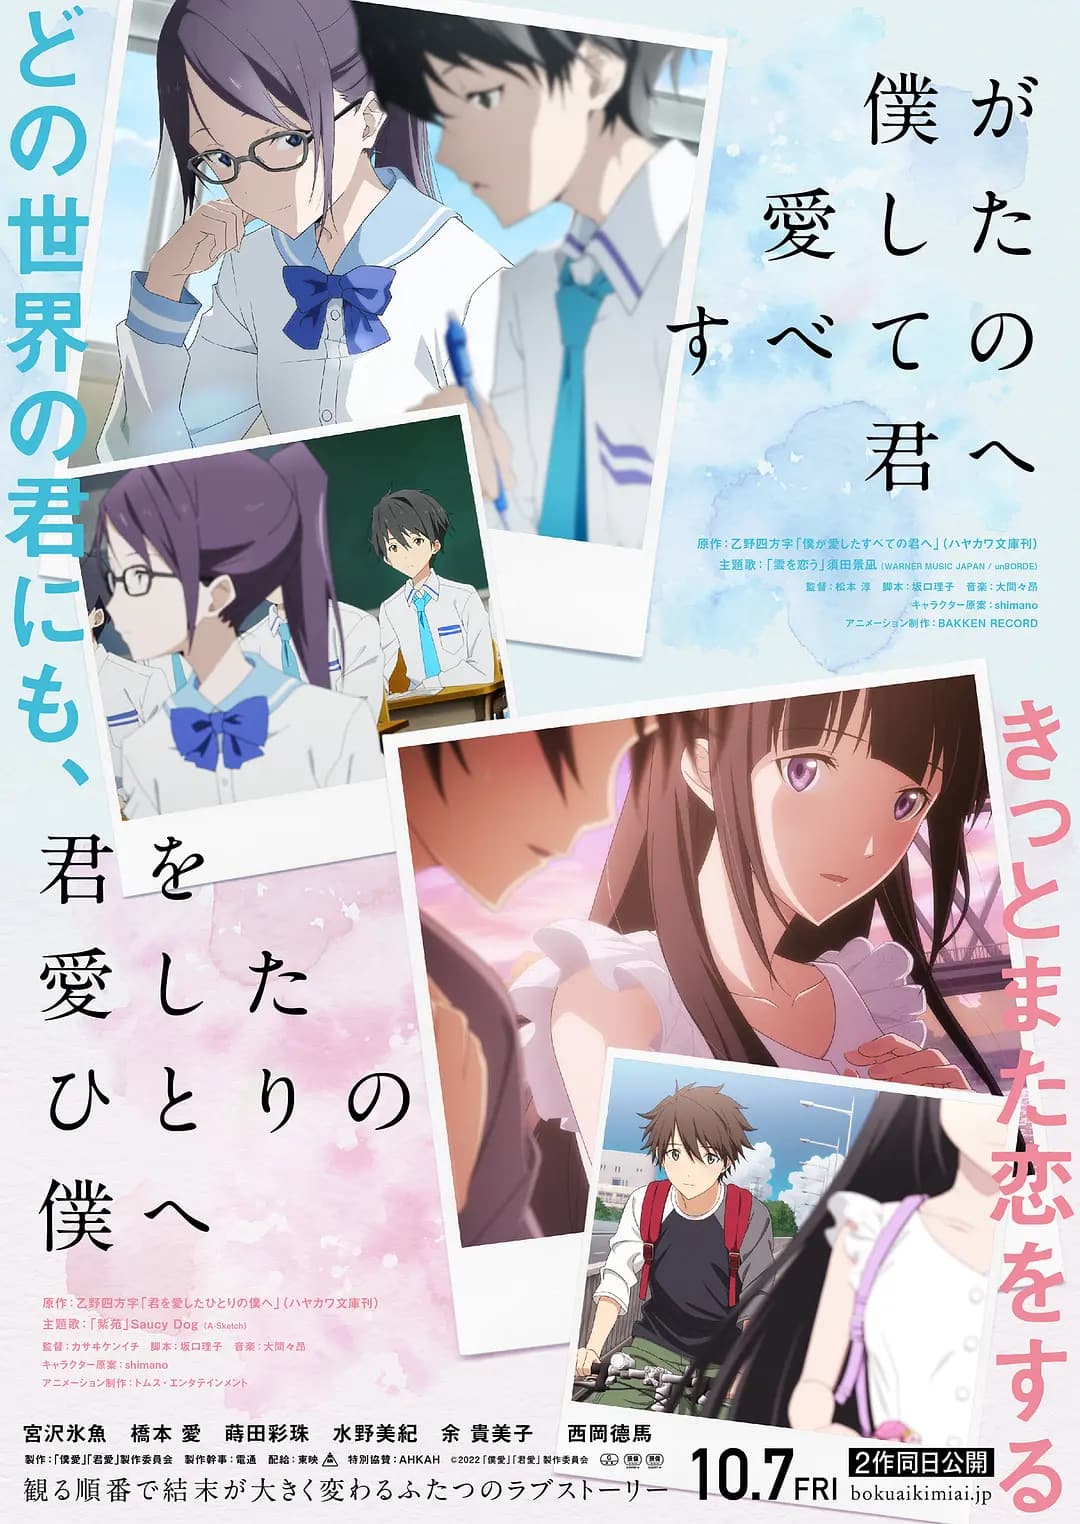 どの世界の君にも、
僕が
愛した
すべての
君へ
原作：乙野四方字「僕が愛したすべての君へ」（ハヤカワ文庫刊）
主題歌：「雲を恋う」須田景凪（WARNER MUSIC JAPAN / unBORDE）
監督：松本 淳　脚本：坂口理子　音楽：大間々昂
キャラクター原案：shimano
アニメーション制作：BAKKEN RECORD
きっとまた恋をする
君を
愛した
ひとりの
僕へ
原作：乙野四方字「君を愛したひとりの僕へ」（ハヤカワ文庫刊）
主題歌：「紫苑」Saucy Dog（A-Sketch）
監督：カサヰケンイチ　脚本：坂口理子　音楽：大間々昂
キャラクター原案：shimano
アニメーション制作：トムス・エンタテインメント
宮沢氷魚　橋本 愛　蒔田彩珠　水野美紀　余 貴美子　西岡德馬
製作：「僕愛」「君愛」製作委員会　製作幹事：電通　配給：東映　特別協賛：AHKAH　©2022「僕愛」「君愛」製作委員会
観る順番で結末が大きく変わるふたつのラブストーリー
10.7 FRI
2作同日公開
bokuaikimiai.jp